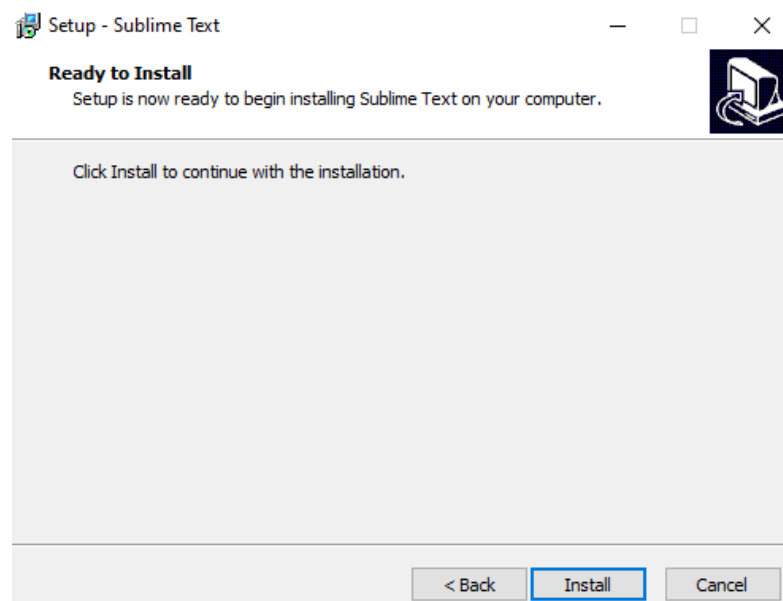 Setup - Sublime Text
Ready to Install
Setup is now ready to begin installing Sublime Text on your computer.
Click Install to continue with the installation.
< Back Install Cancel